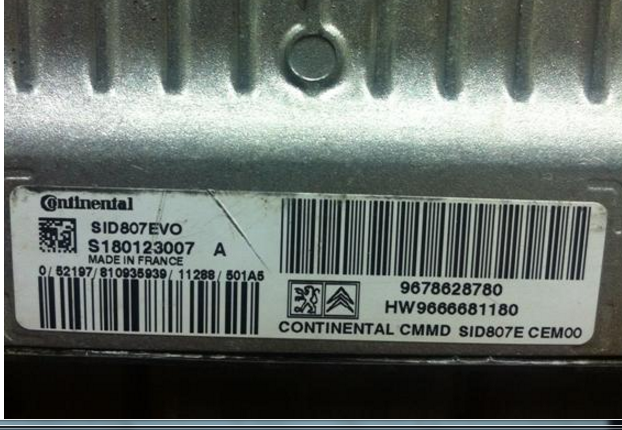 Continental
SID807EVO
S180123007 A
MADE IN FRANCE
0/52197/810935939/11288/501A5
9678628780
HW9666681180
CONTINENTAL CMMD SID807E CEM00